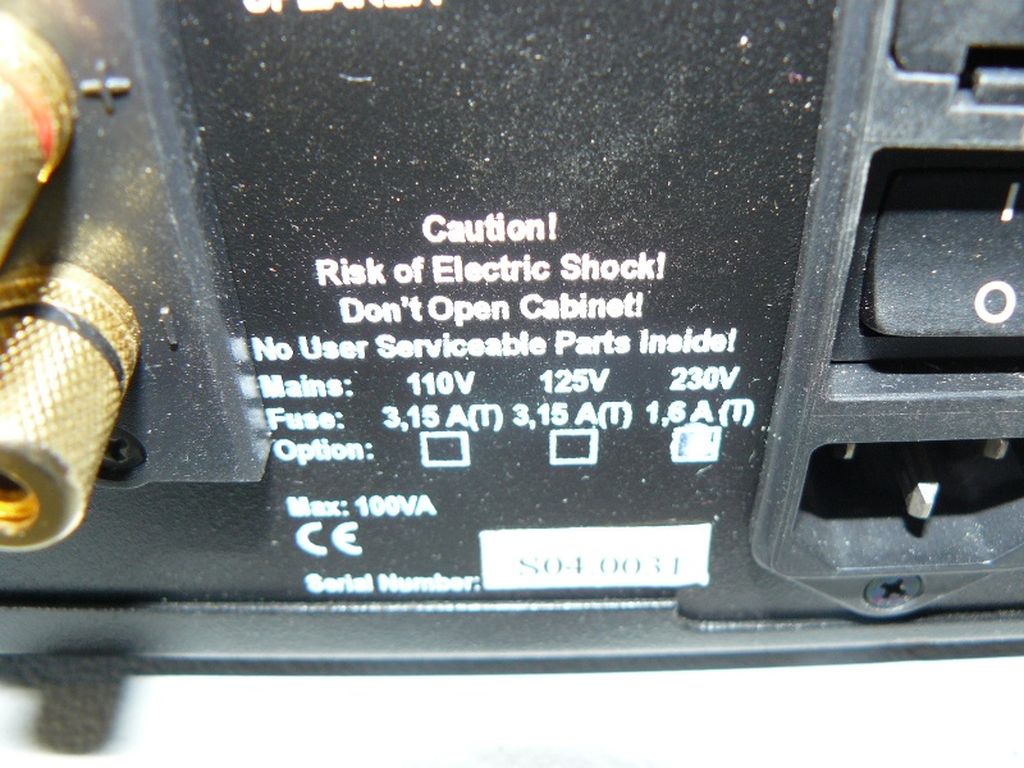 SPEAKER
+
-
Caution!
Risk of Electric Shock!
Don't Open Cabinet!
No User Serviceable Parts Inside!
Mains: 110V 125V 230V
Fuse: 3,15 A(T) 3,15 A(T) 1,6 A (T)
Option:
Max: 100VA
CE
Serial Number: S04.0031
I
O